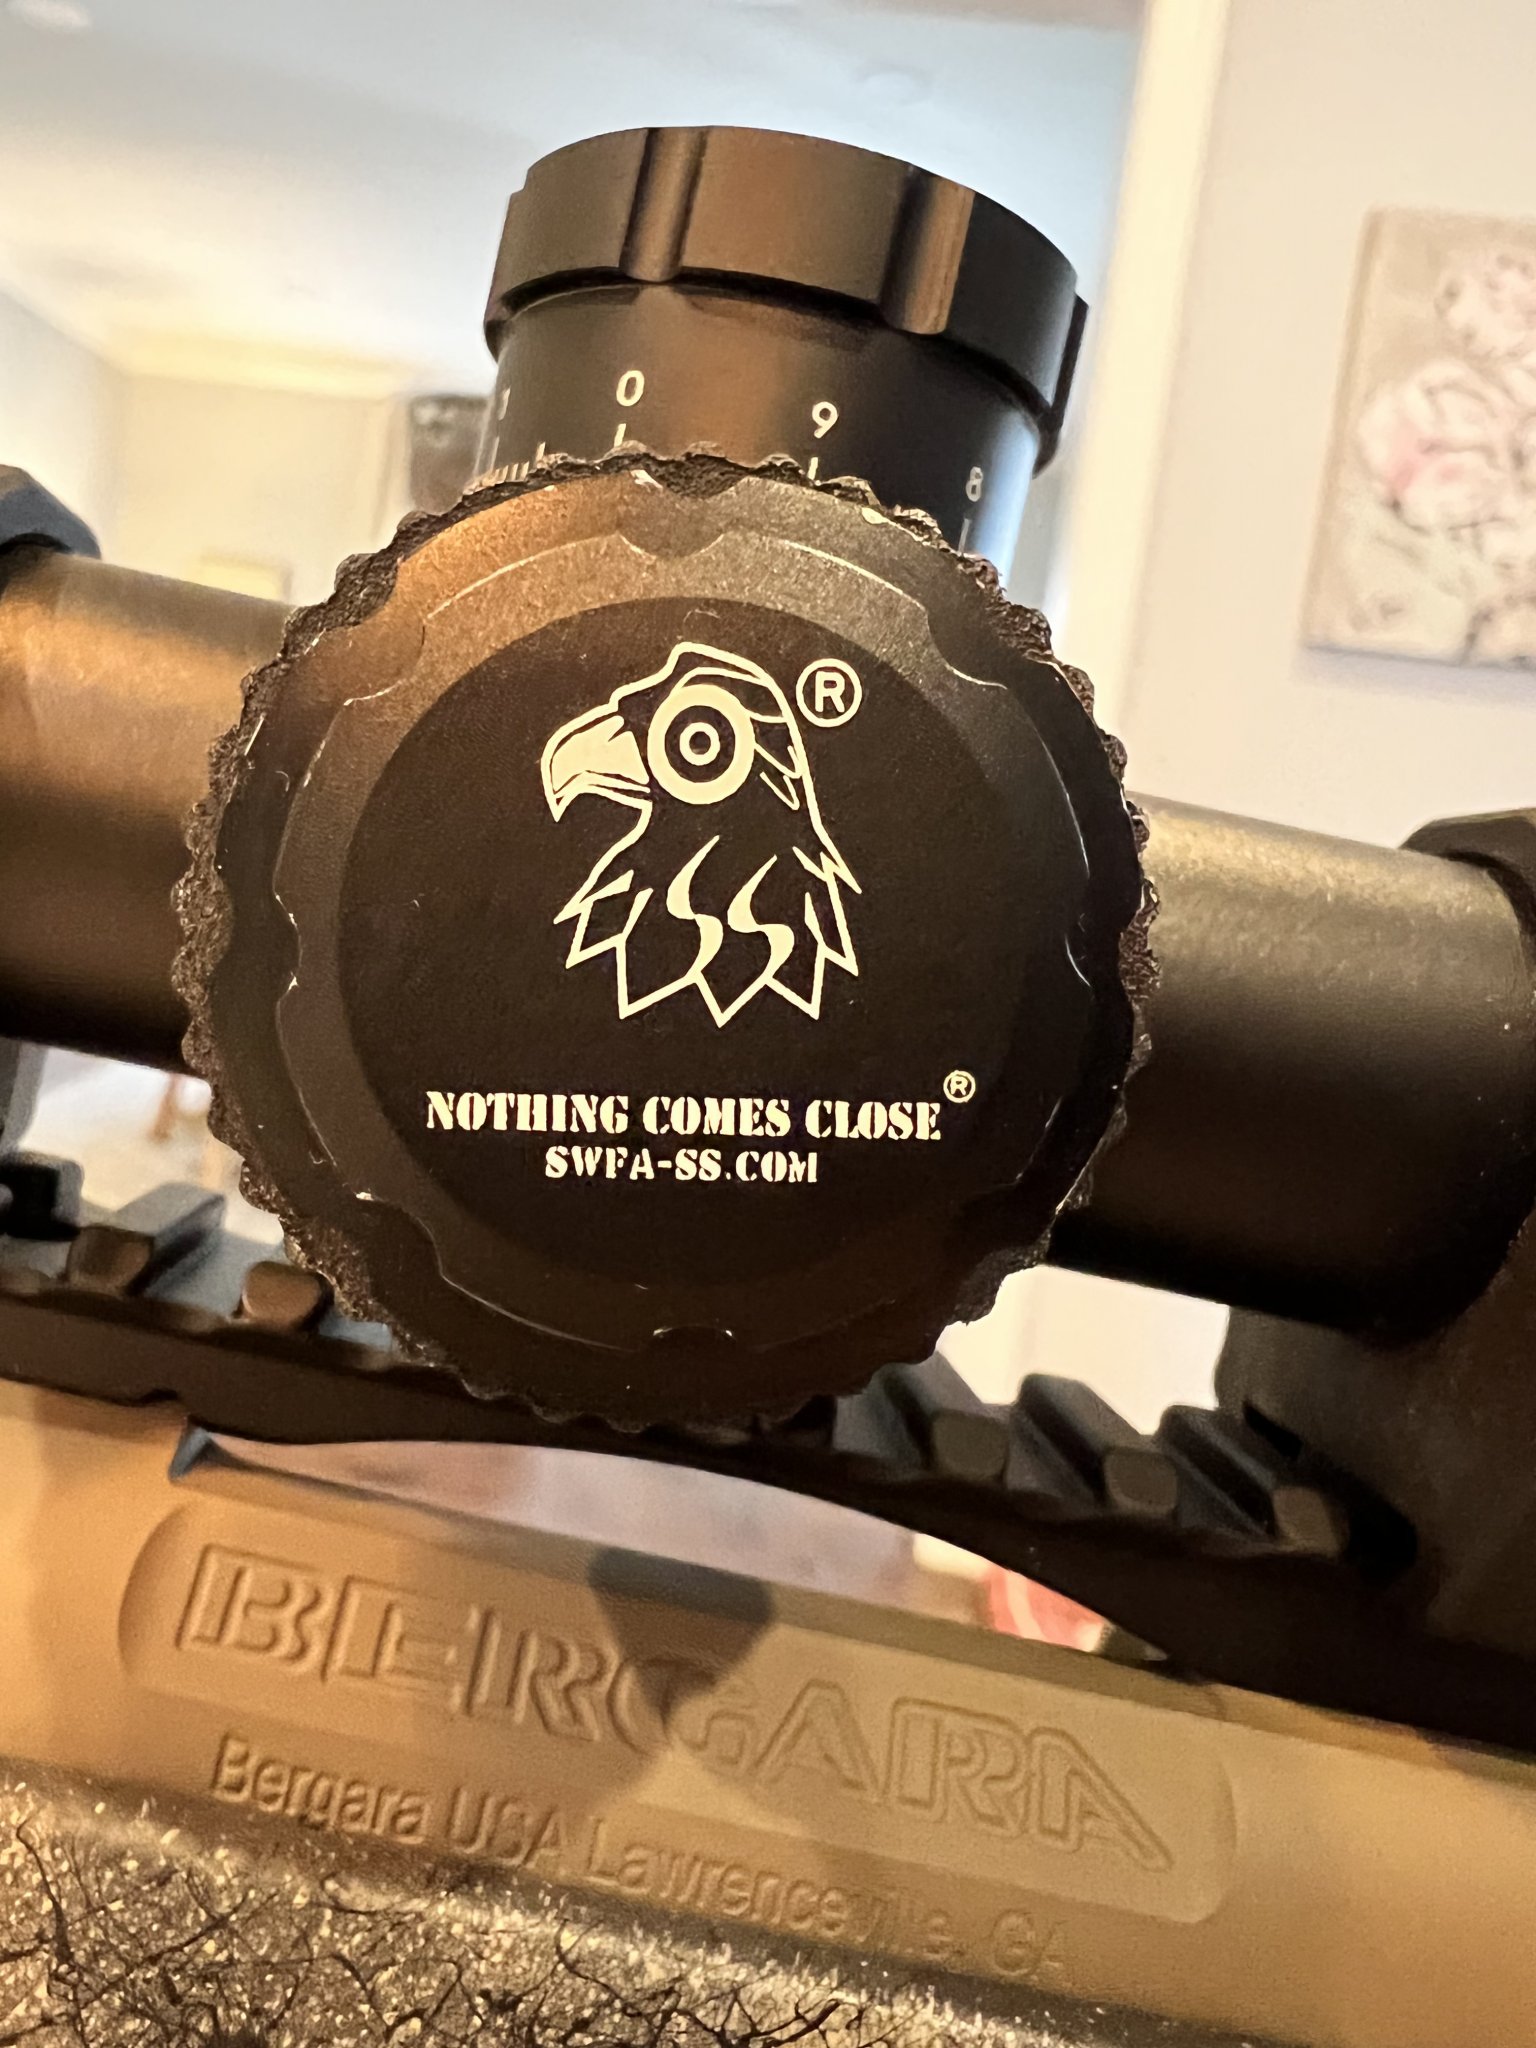 0 9 8
®
SS
NOTHING COMES CLOSE®
SWFA-SS.COM
BERGARA
Bergara USA Lawrenceville, GA